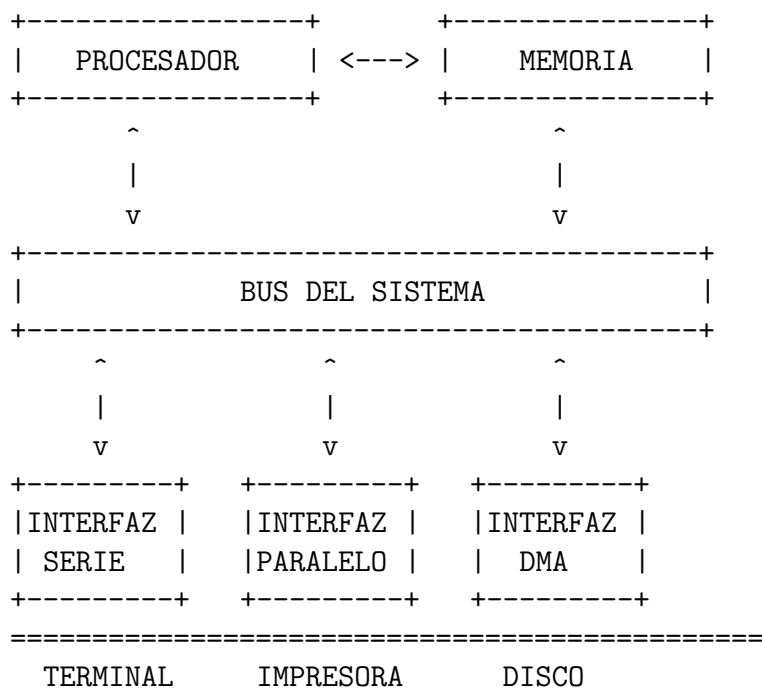 PROCESADOR <---> MEMORIA
BUS DEL SISTEMA
INTERFAZ INTERFAZ INTERFAZ
SERIE PARALELO DMA
TERMINAL IMPRESORA DISCO